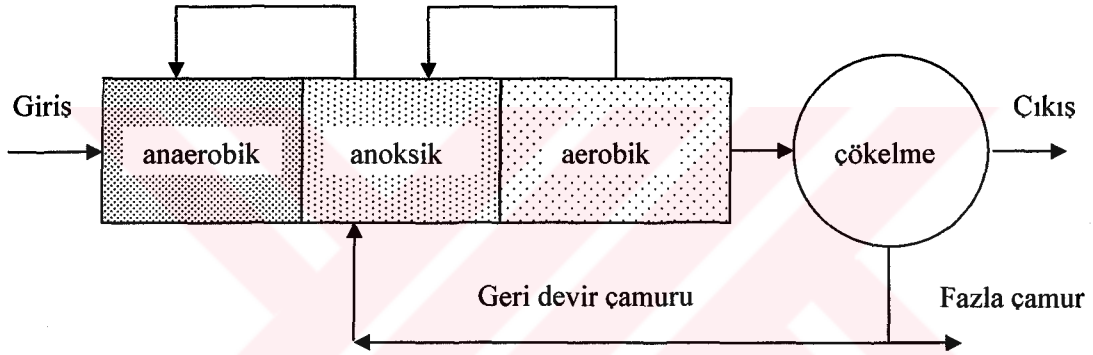 Giriş
Çıkış
anaerobik
anoksik
aerobik
çökelme
Geri devir çamuru
Fazla çamur